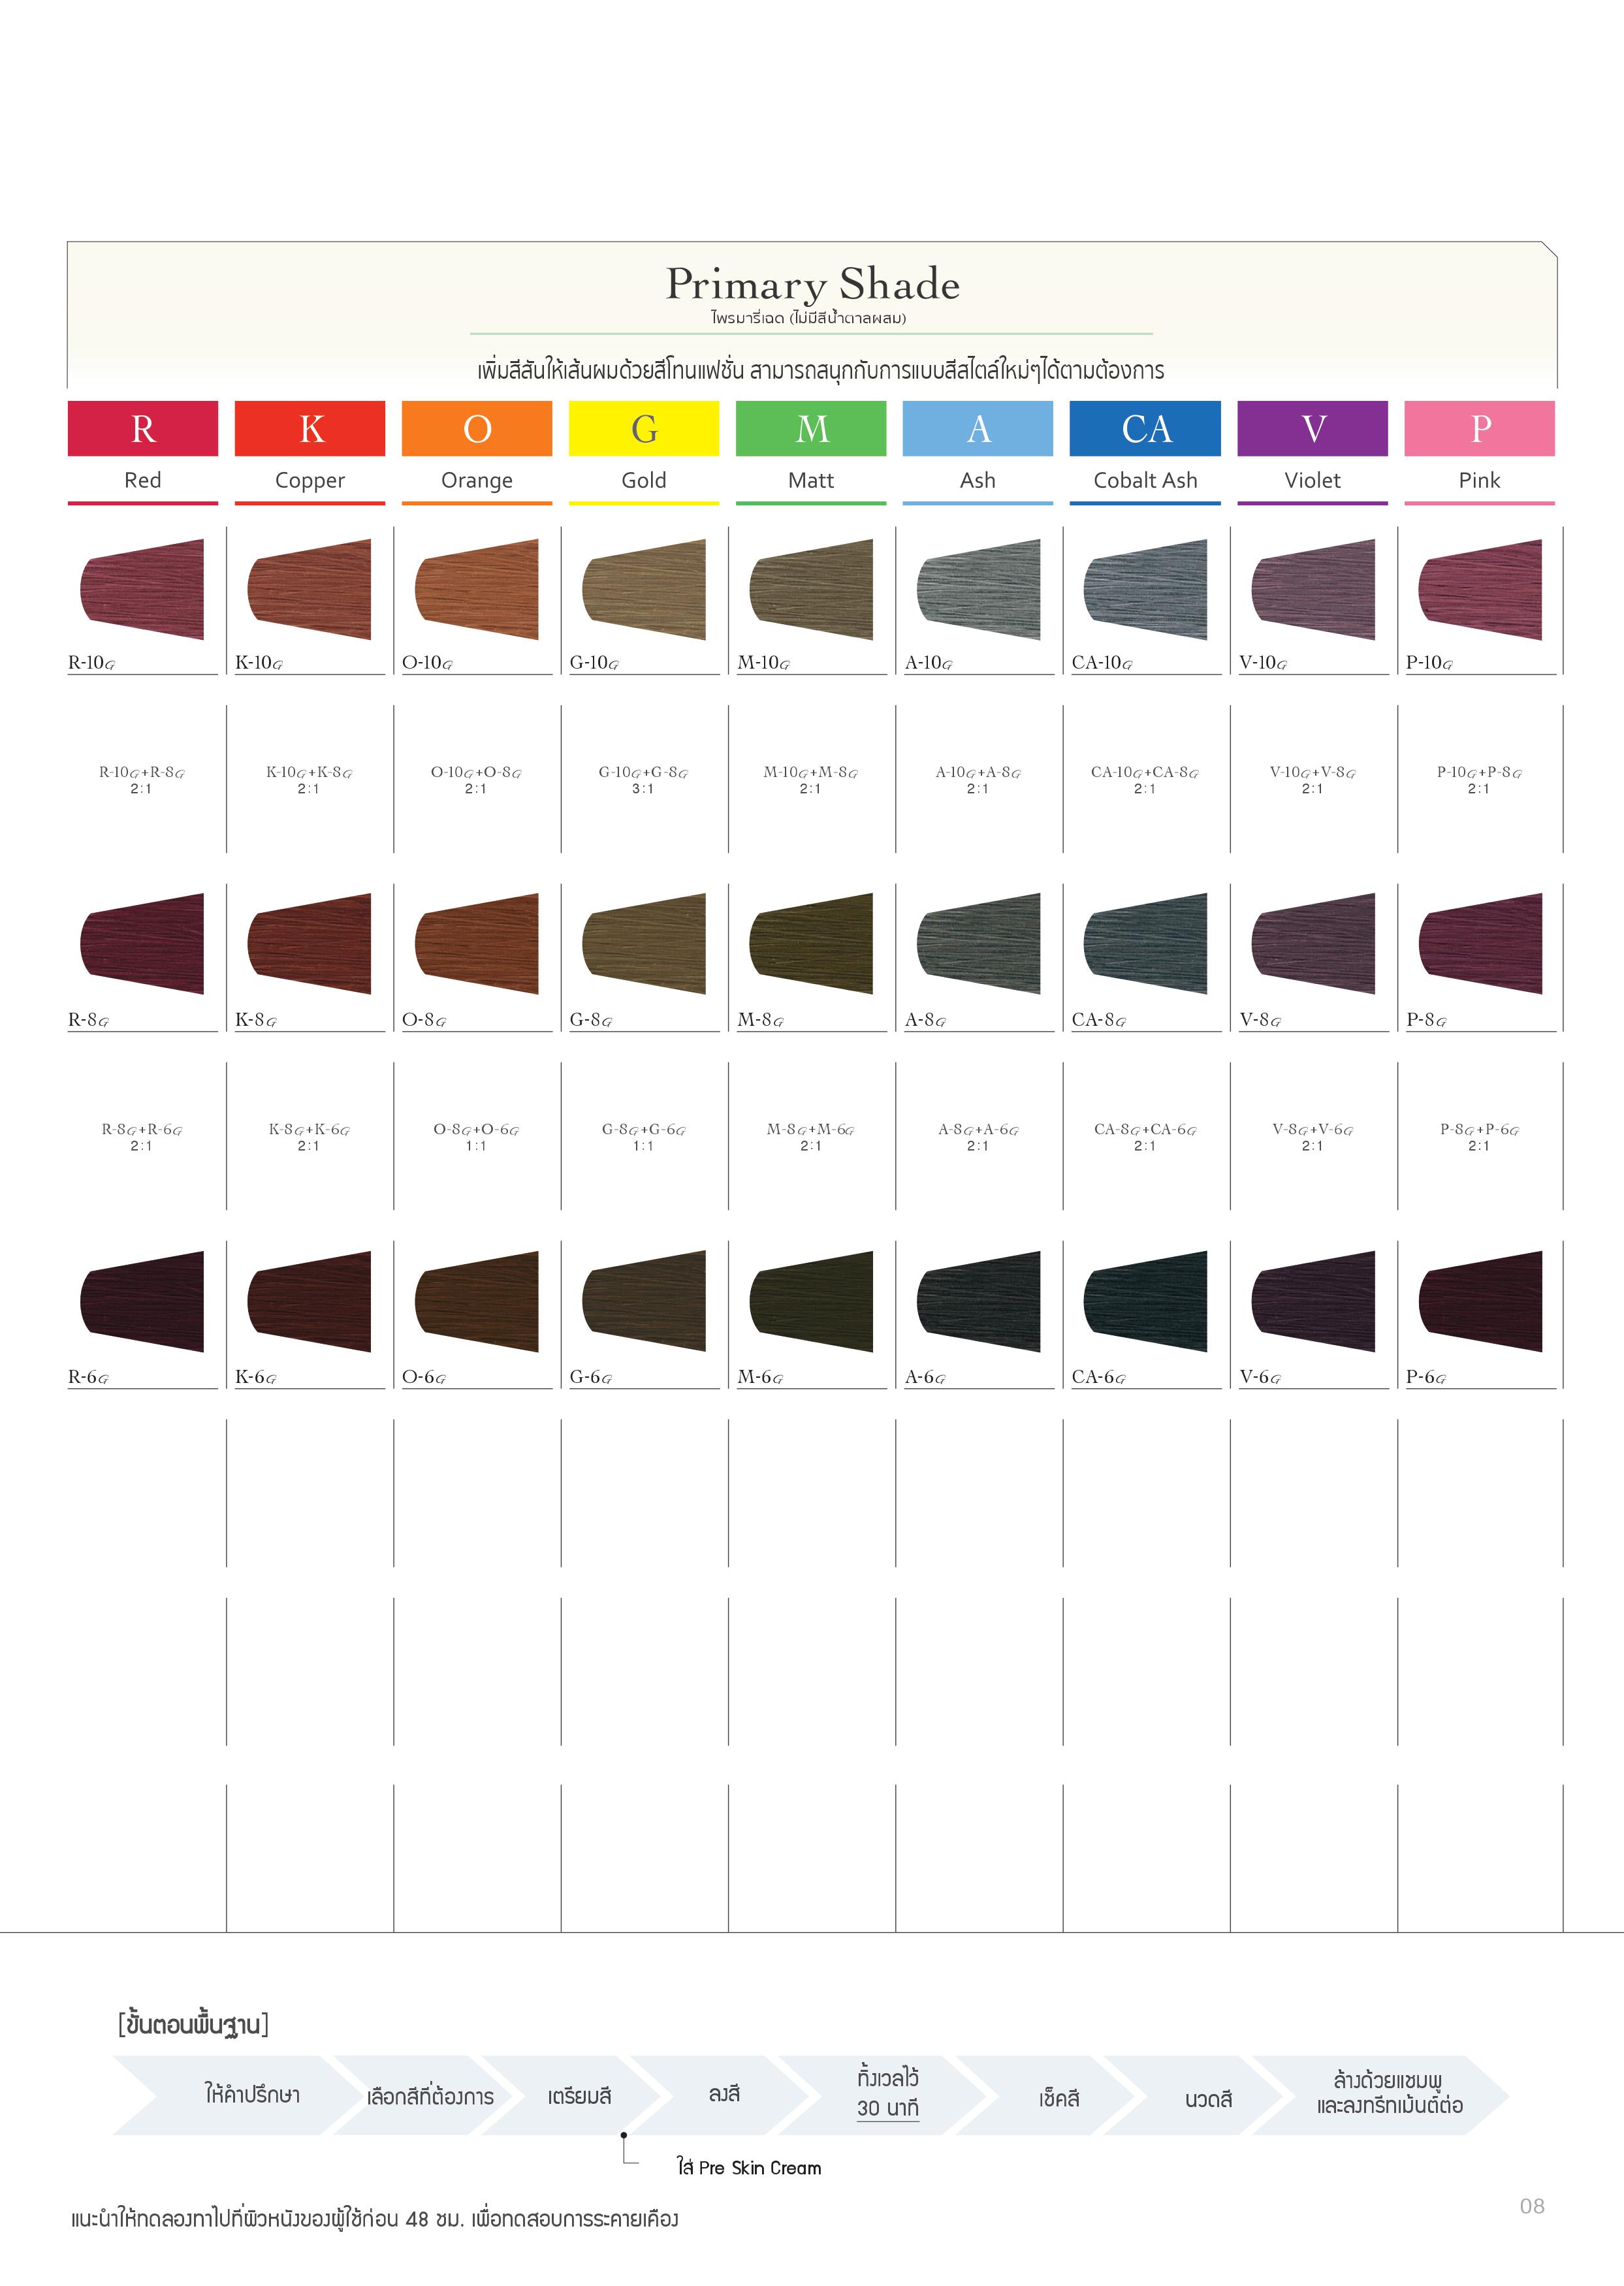 Primary Shade
ไพรมารี่เฉด (ไม่มีสีน้ำตาลผสม)
เพิ่มสีสันให้เส้นผมด้วยสีโทนแฟชั่น สามารถสนุกกับการแบบสีสไตล์ใหม่ๆได้ตามต้องการ
R K O G M A CA V P
Red Copper Orange Gold Matt Ash Cobalt Ash Violet Pink
R-10G K-10G O-10G G-10G M-10G A-10G CA-10G V-10G P-10G
R-10G+R-8G K-10G+K-8G O-10G+O-8G G-10G+G-8G M-10G+M-8G A-10G+A-8G CA-10G+CA-8G V-10G+V-8G P-10G+P-8G
2:1 2:1 2:1 3:1 2:1 2:1 2:1 2:1 2:1
R-8G K-8G O-8G G-8G M-8G A-8G CA-8G V-8G P-8G
R-8G+R-6G K-8G+K-6G O-8G+O-6G G-8G+G-6G M-8G+M-6G A-8G+A-6G CA-8G+CA-6G V-8G+V-6G P-8G+P-6G
2:1 2:1 1:1 1:1 2:1 2:1 2:1 2:1 2:1
R-6G K-6G O-6G G-6G M-6G A-6G CA-6G V-6G P-6G
[ขั้นตอนพื้นฐาน]
ให้คำปรึกษา
เลือกสีที่ต้องการ
เตรียมสี
ลงสี
ทิ้งเวลไว้
30 นาที
เช็คสี
นวดสี
ล้างด้วยแชมพู
และลงทรีทเม้นต์ต่อ
ใส่ Pre Skin Cream
แนะนำให้ทดลองทาไปที่ผิวหนังของผู้ใช้ก่อน 48 ชม. เพื่อทดสอบการระคายเคือง
08